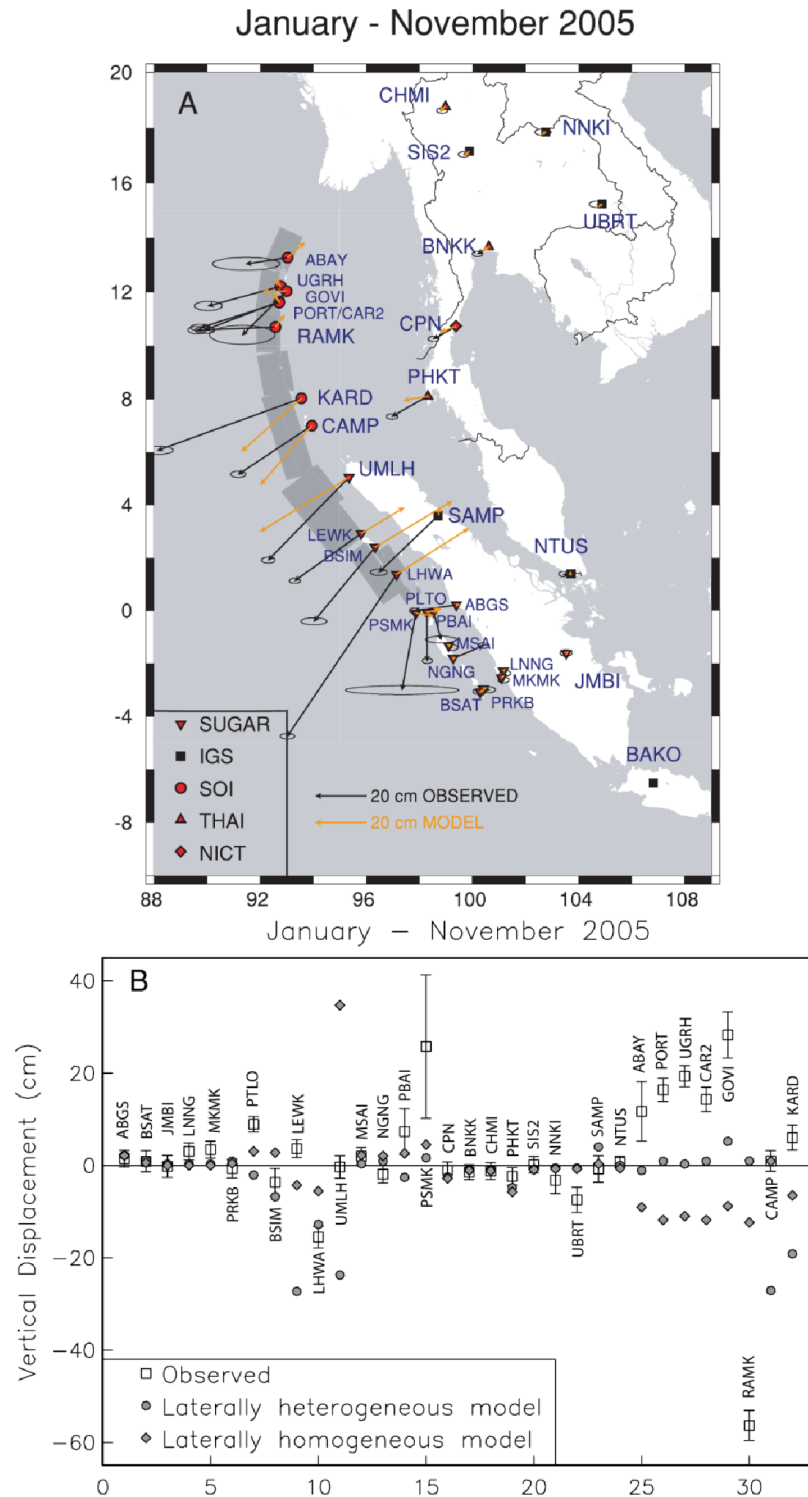 January - November 2005
A
20
16
12
8
4
0
-4
-8
88
92
96
100
104
108
CHMI
NNKI
SIS2
UBRT
BNKK
ABAY
UGRH
GOVI
PORT/CAR2
CPN
RAMK
PHKT
KARD
CAMP
UMLH
SAMP
LEWK
BSIM
NTUS
LHWA
PLTO
ABGS
PSMK
PBAI
MSAI
NGNG
LNNG
MKMK
JMBI
BSAT
PRKB
BAKO
SUGAR
IGS
SOI
THAI
NICT
20 cm OBSERVED
20 cm MODEL
January – November 2005
B
Vertical Displacement (cm)
40
20
0
−20
−40
−60
ABGS
BSAT
JMBI
LNNG
MKMK
PRKB
PTLO
BSIM
LEWK
LHWA
UMLH
MSAI
NGNG
PBAI
PSMK
CPN
BNKK
CHMI
PHKT
SIS2
NNKI
UBRT
SAMP
NTUS
ABAY
PORT
UGRH
CAR2
GOVI
RAMK
CAMP
KARD
Observed
Laterally heterogeneous model
Laterally homogeneous model
0
5
10
15
20
25
30